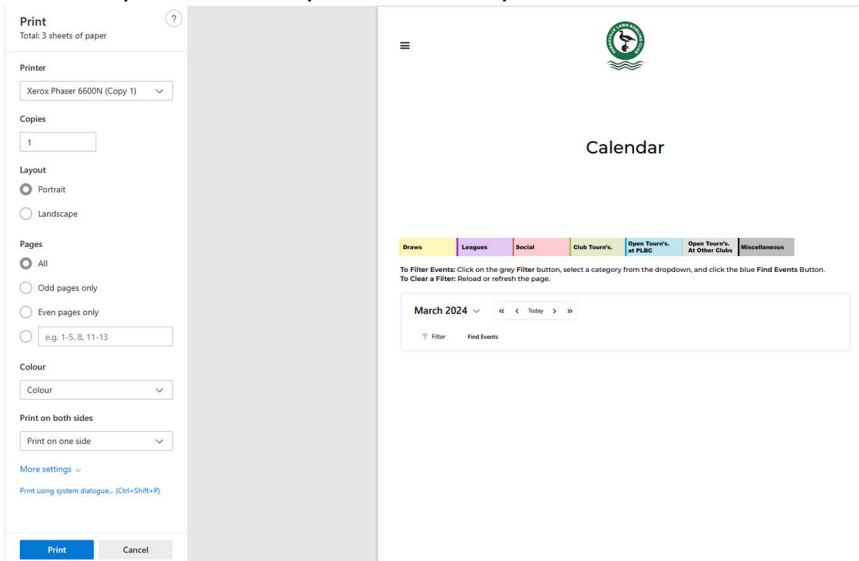 Print
?
Total: 3 sheets of paper
Printer
Xerox Phaser 6600N (Copy 1)
Copies
1
Layout
Portrait
Landscape
Pages
All
Odd pages only
Even pages only
e.g. 1-5, 8, 11-13
Colour
Colour
Print on both sides
Print on one side
More settings
Print using system dialogue... (Ctrl+Shift+P)
Print Cancel
Calendar
Draws Leagues Social Club Tourn's. Open Tourn's. at PLBC Open Tourn's. At Other Clubs Miscellaneous
To Filter Events: Click on the grey Filter button, select a category from the dropdown, and click the blue Find Events Button.
To Clear a Filter: Reload or refresh the page.
March 2024 « < Today > »
Filter Find Events